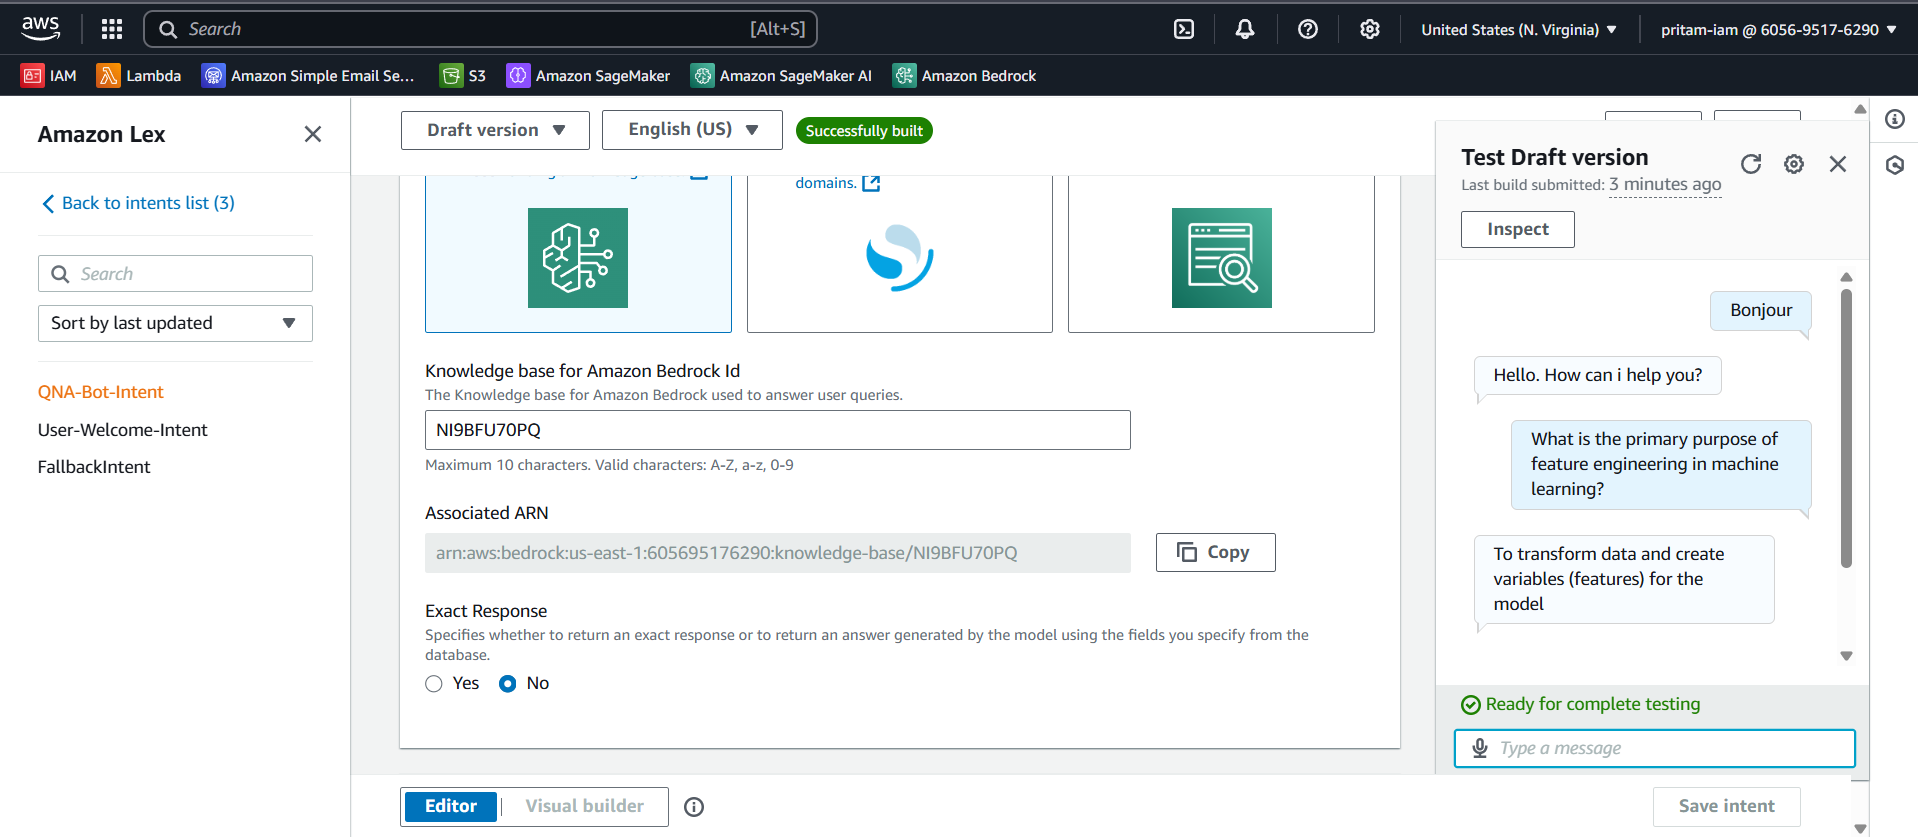 aws
Search [Alt+S]
United States (N. Virginia) pritam-iam @ 6056-9517-6290
IAM Lambda Amazon Simple Email Se... S3 Amazon SageMaker Amazon SageMaker AI Amazon Bedrock
Amazon Lex
Back to intents list (3)
Search
Sort by last updated
QNA-Bot-Intent
User-Welcome-Intent
FallbackIntent
Draft version English (US) Successfully built
domains.
Knowledge base for Amazon Bedrock Id
The Knowledge base for Amazon Bedrock used to answer user queries.
NI9BFU70PQ
Maximum 10 characters. Valid characters: A-Z, a-z, 0-9
Associated ARN
arn:aws:bedrock:us-east-1:605695176290:knowledge-base/NI9BFU70PQ
Copy
Exact Response
Specifies whether to return an exact response or to return an answer generated by the model using the fields you specify from the
database.
Yes No
Editor Visual builder
Save intent
Test Draft version
Last build submitted: 3 minutes ago
Inspect
Bonjour
Hello. How can i help you?
What is the primary purpose of
feature engineering in machine
learning?
To transform data and create
variables (features) for the
model
Ready for complete testing
Type a message